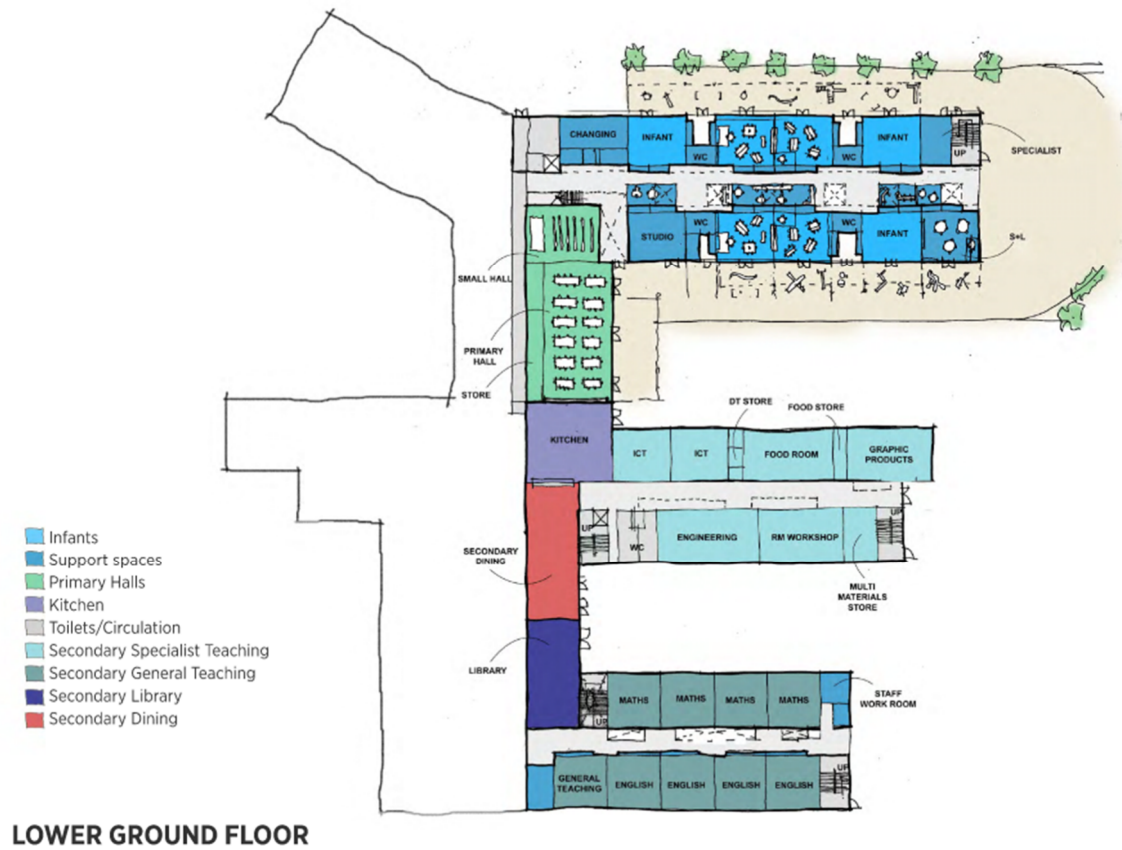 CHANGING
INFANT
INFANT
SPECIALIST
WC
WC
UP
STUDIO
WC
WC
INFANT
S+L
SMALL HALL
PRIMARY
HALL
STORE
DT STORE
FOOD STORE
KITCHEN
ICT
ICT
FOOD ROOM
GRAPHIC
PRODUCTS
UP
UP
WC
ENGINEERING
RM WORKSHOP
SECONDARY
DINING
MULTI
MATERIALS
STORE
Infants
Support spaces
Primary Halls
Kitchen
Toilets/Circulation
Secondary Specialist Teaching
Secondary General Teaching
Secondary Library
Secondary Dining
LIBRARY
MATHS
MATHS
MATHS
MATHS
STAFF
WORK ROOM
UP
UP
GENERAL
TEACHING
ENGLISH
ENGLISH
ENGLISH
ENGLISH
LOWER GROUND FLOOR